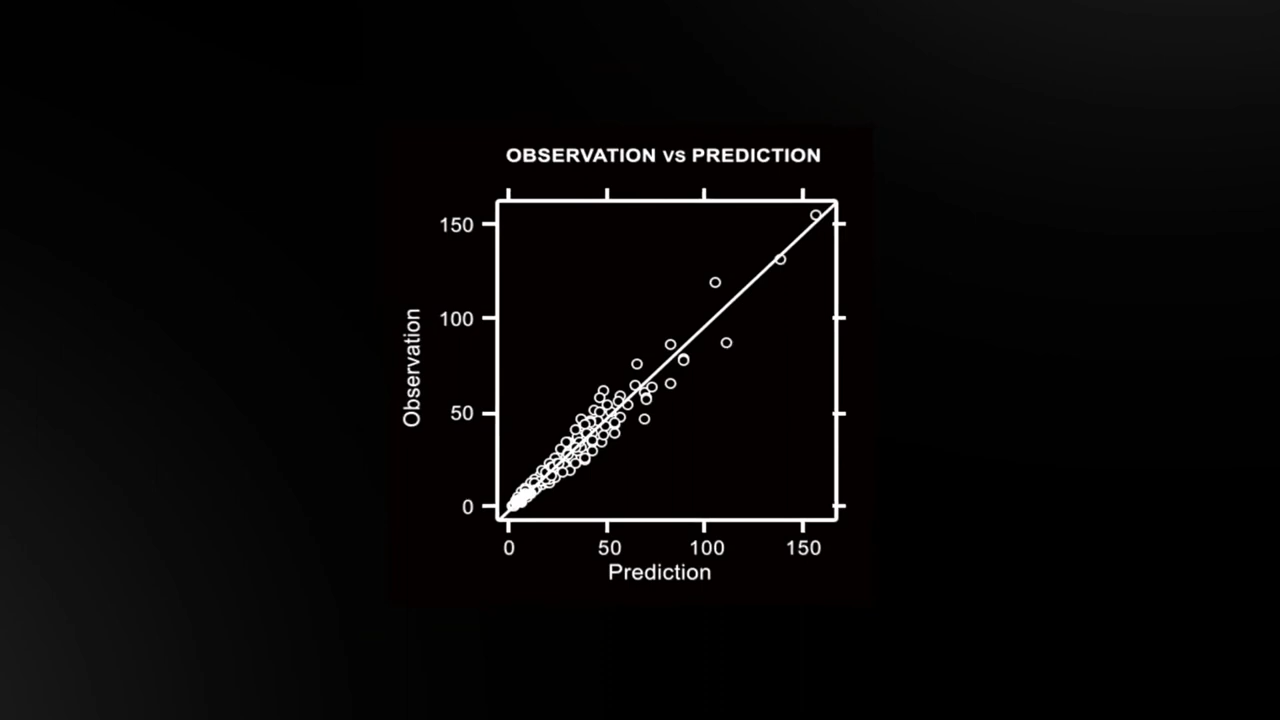 OBSERVATION vs PREDICTION
150
100
50
0
Observation
0 50 100 150
Prediction